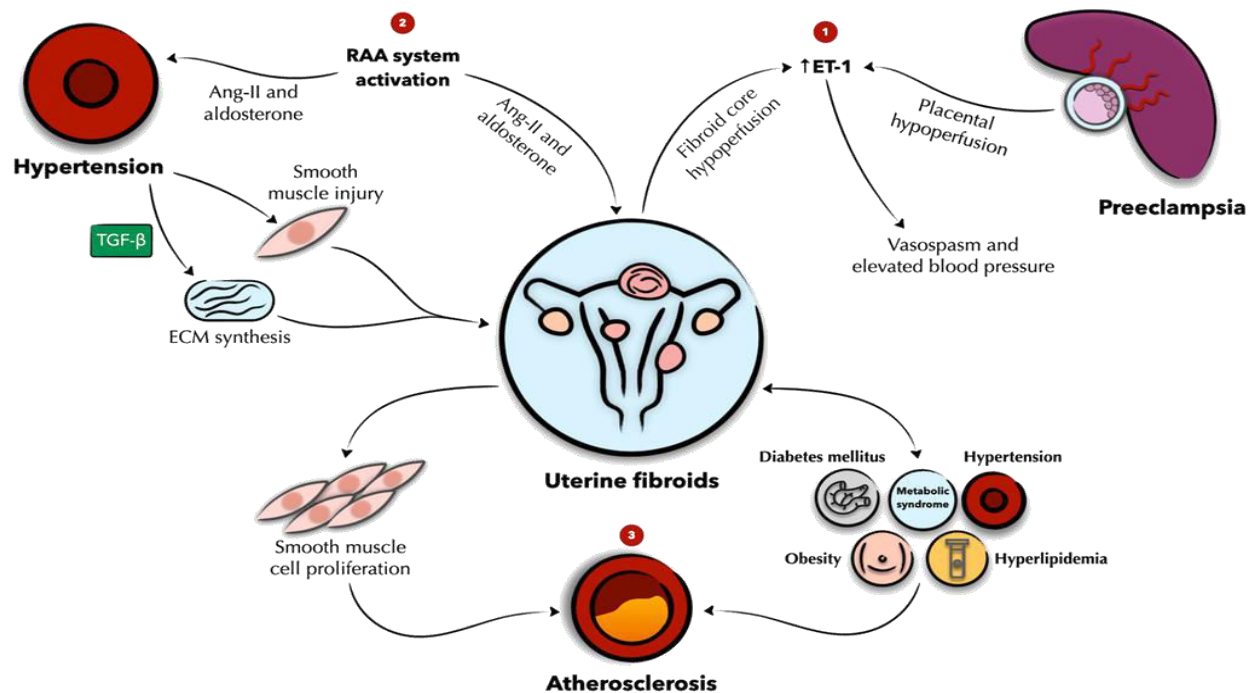 2
RAA system
activation
Ang-II and
aldosterone
Hypertension
Ang-II and
aldosterone
1
↑ET-1
Fibroid core
hypoperfusion
Placental
hypoperfusion
Preeclampsia
Vasospasm and
elevated blood pressure
Smooth
muscle injury
TGF-β
ECM synthesis
Uterine fibroids
Smooth muscle
cell proliferation
Diabetes mellitus
Metabolic
syndrome
Hypertension
Obesity
Hyperlipidemia
3
Atherosclerosis